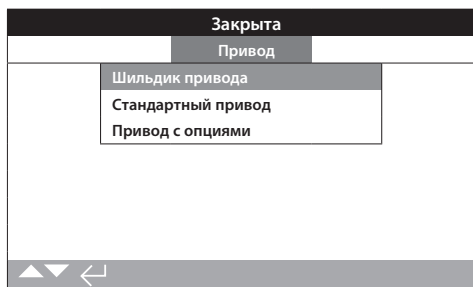 Закрыта
Привод
Шильдик привода
Стандартный привод
Привод с опциями